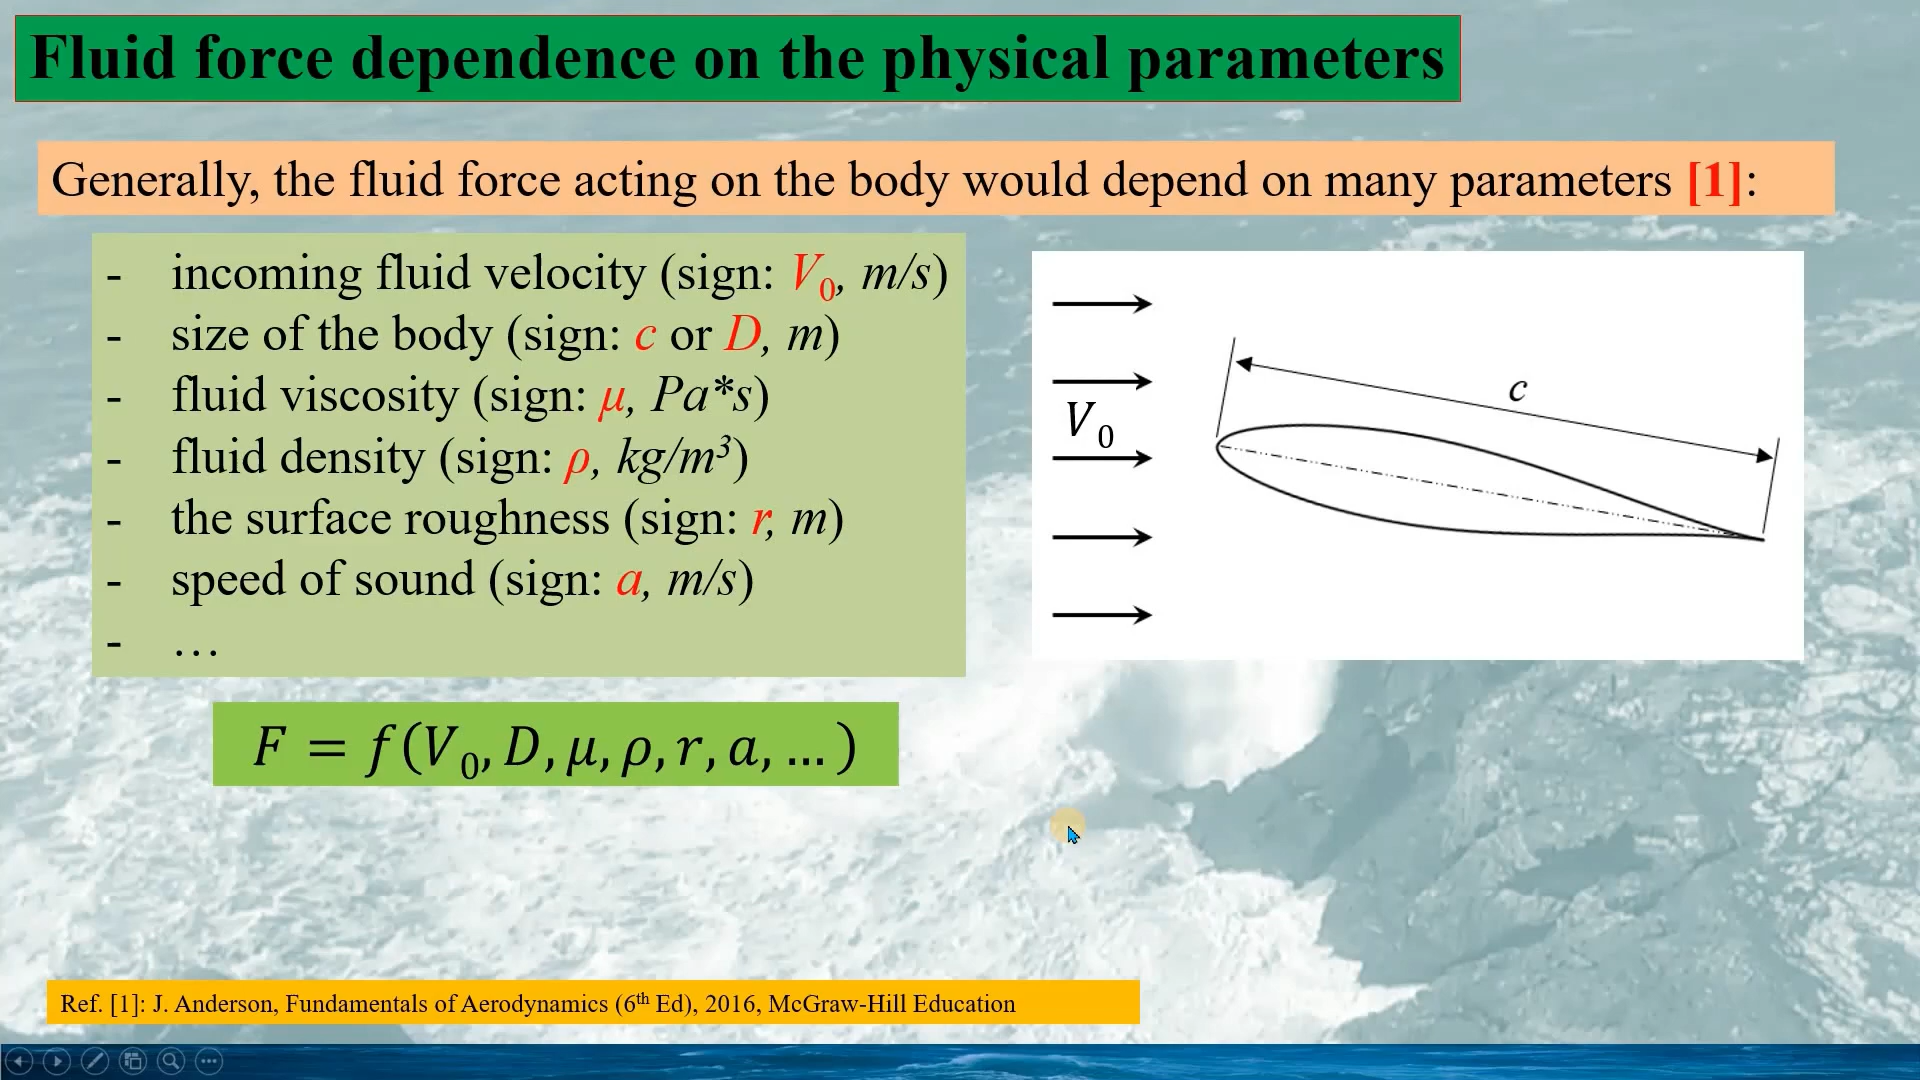 Fluid force dependence on the physical parameters
Generally, the fluid force acting on the body would depend on many parameters [1]:
- incoming fluid velocity (sign: V₀, m/s)
- size of the body (sign: c or D, m)
- fluid viscosity (sign: μ, Pa*s)
- fluid density (sign: ρ, kg/m³)
- the surface roughness (sign: r, m)
- speed of sound (sign: a, m/s)
- …
c
V₀
F = f(V₀, D, μ, ρ, r, a, … )
Ref. [1]: J. Anderson, Fundamentals of Aerodynamics (6th Ed), 2016, McGraw-Hill Education